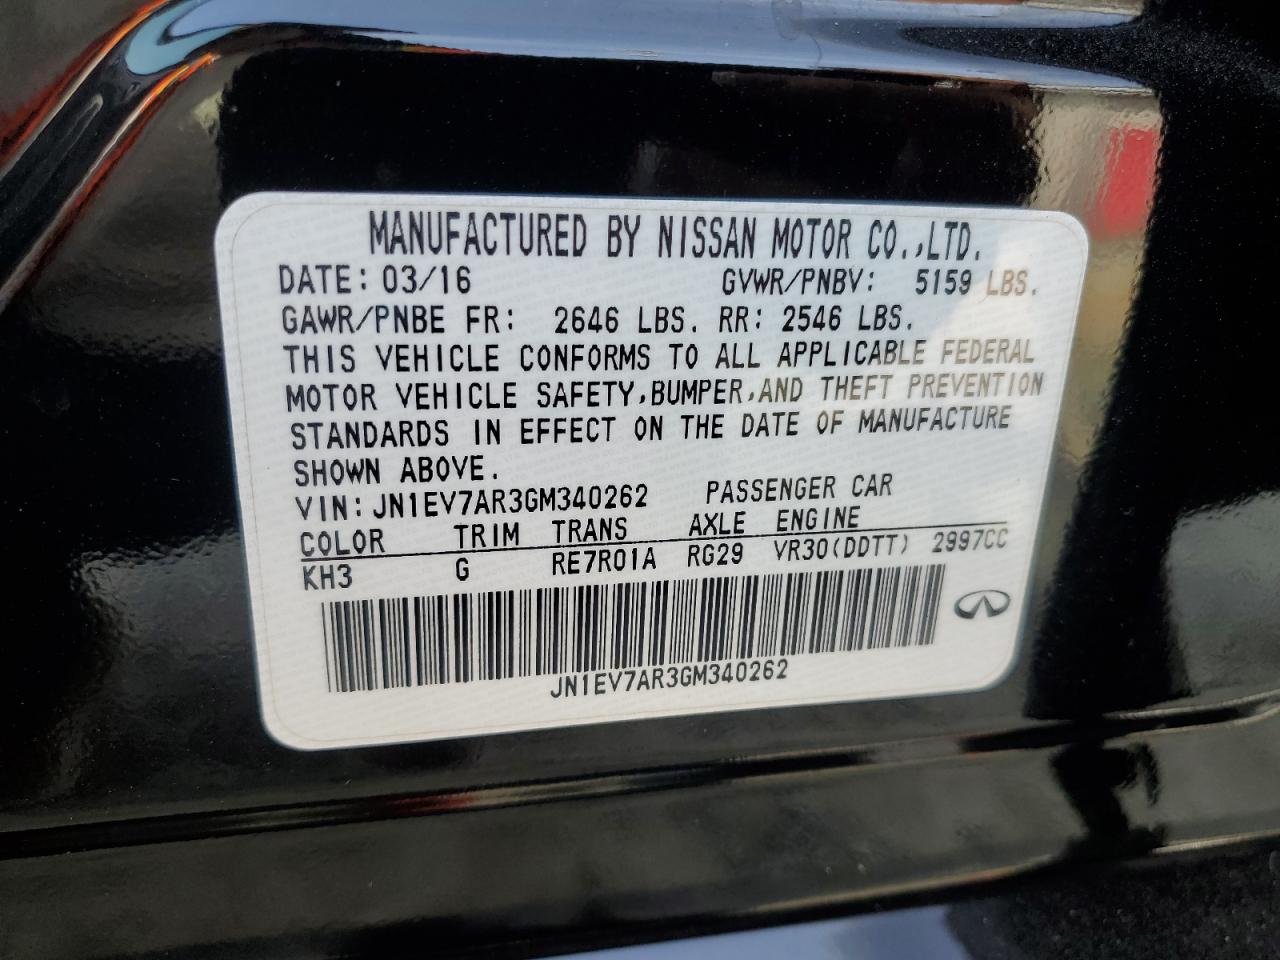 MANUFACTURED BY NISSAN MOTOR CO.,LTD.
DATE: 03/16 GVWR/PNBV: 5159 LBS.
GAWR/PNBE FR: 2646 LBS. RR: 2546 LBS.
THIS VEHICLE CONFORMS TO ALL APPLICABLE FEDERAL
MOTOR VEHICLE SAFETY,BUMPER,AND THEFT PREVENTION
STANDARDS IN EFFECT ON THE DATE OF MANUFACTURE
SHOWN ABOVE.
VIN: JN1EV7AR3GM340262 PASSENGER CAR
COLOR TRIM TRANS AXLE ENGINE
KH3 G RE7R01A RG29 VR30(DDTT) 2997CC
JN1EV7AR3GM340262